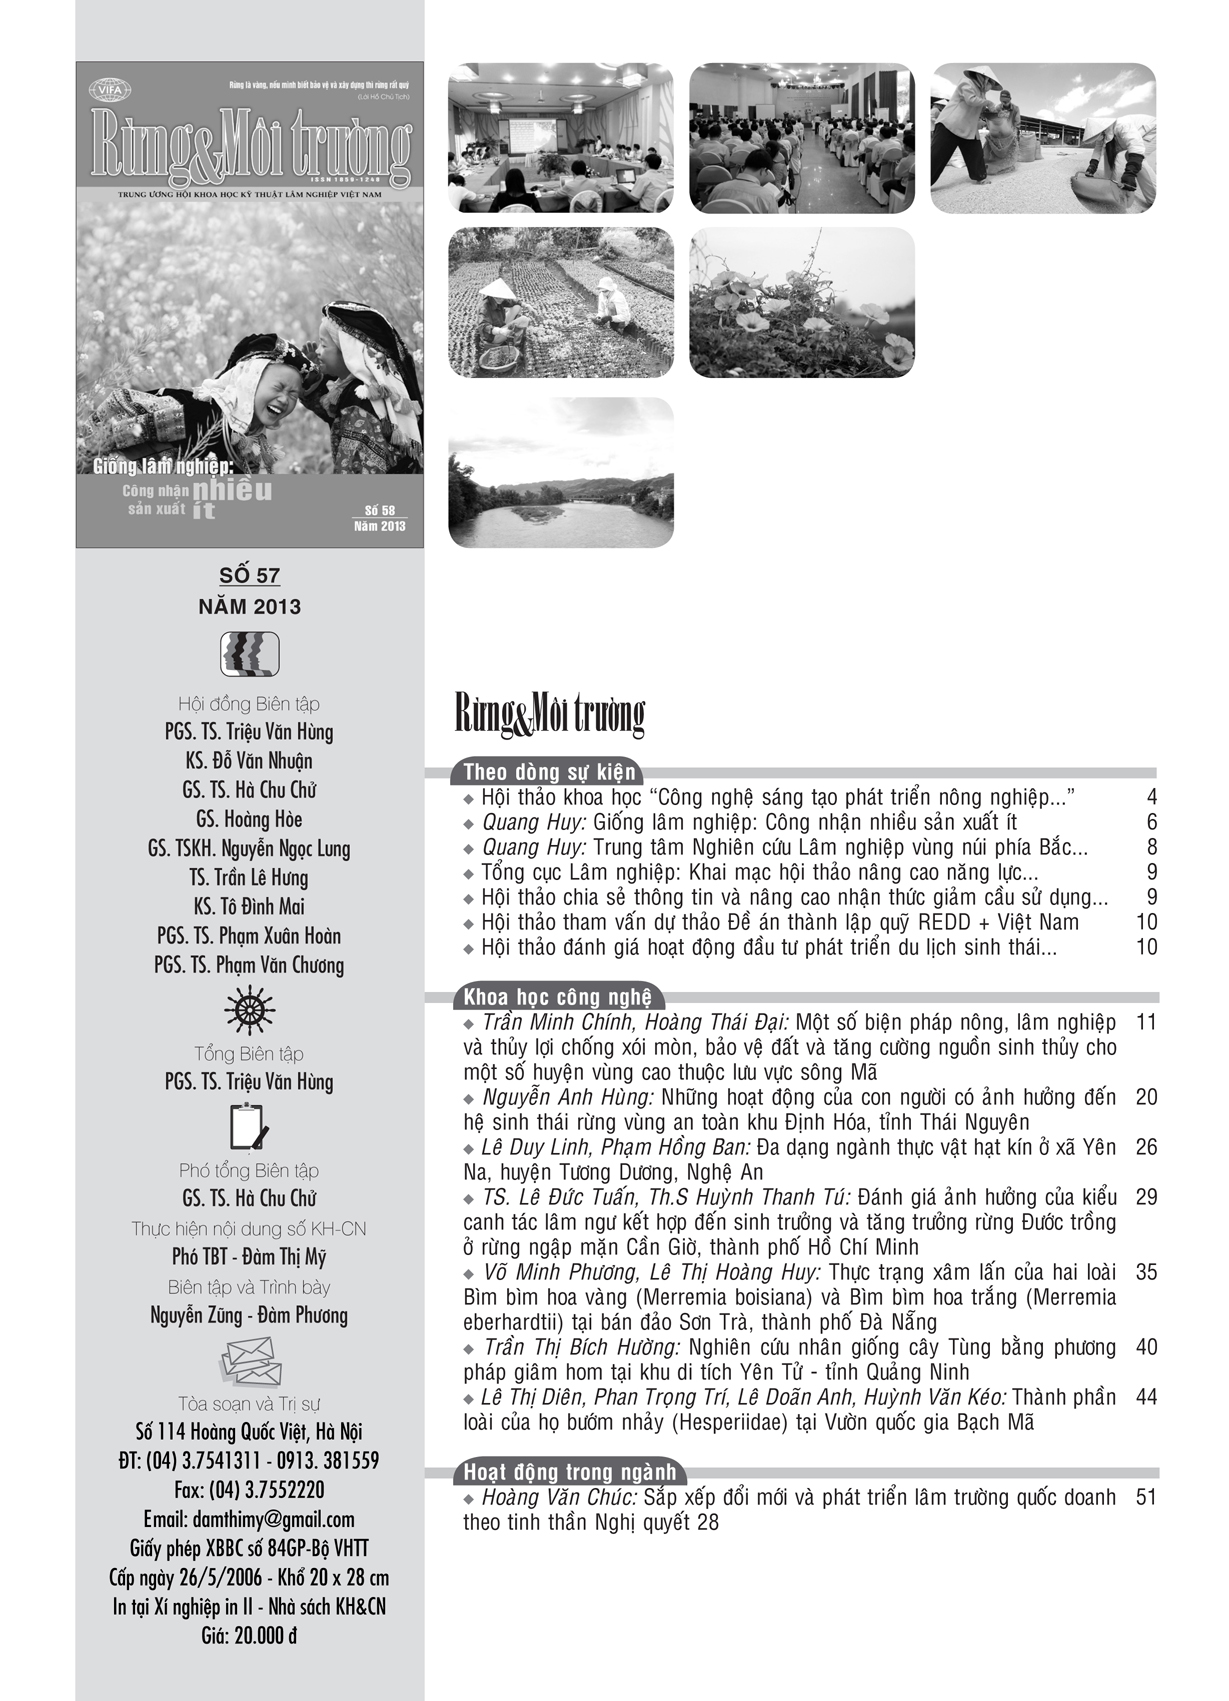 VIFA
Rừng là vàng, nếu mình biết bảo vệ và xây dựng thì rừng rất quý
(Lời Hồ Chủ Tịch)
Rừng&Môi trường
ISSN 1859-1248
TRUNG ƯƠNG HỘI KHOA HỌC KỸ THUẬT LÂM NGHIỆP VIỆT NAM
Giống lâm nghiệp:
Công nhận nhiều
sản xuất ít
Số 58
Năm 2013
SỐ 57
NĂM 2013
Hội đồng Biên tập
PGS. TS. Triệu Văn Hùng
KS. Đỗ Văn Nhuận
GS. TS. Hà Chu Chử
GS. Hoàng Hòe
GS. TSKH. Nguyễn Ngọc Lung
TS. Trần Lê Hưng
KS. Tô Đình Mai
PGS. TS. Phạm Xuân Hoàn
PGS. TS. Phạm Văn Chương
Tổng Biên tập
PGS. TS. Triệu Văn Hùng
Phó tổng Biên tập
GS. TS. Hà Chu Chử
Thực hiện nội dung số KH-CN
Phó TBT - Đàm Thị Mỹ
Biên tập và Trình bày
Nguyễn Zũng - Đàm Phương
Tòa soạn và Trị sự
Số 114 Hoàng Quốc Việt, Hà Nội
ĐT: (04) 3.7541311 - 0913. 381559
Fax: (04) 3.7552220
Email: damthimy@gmail.com
Giấy phép XBBC số 84GP-Bộ VHTT
Cấp ngày 26/5/2006 - Khổ 20 x 28 cm
In tại Xí nghiệp in II - Nhà sách KH&CN
Giá: 20.000 đ
Rừng&Môi trường
Theo dòng sự kiện
◆ Hội thảo khoa học “Công nghệ sáng tạo phát triển nông nghiệp...” 4
◆ Quang Huy: Giống lâm nghiệp: Công nhận nhiều sản xuất ít 6
◆ Quang Huy: Trung tâm Nghiên cứu Lâm nghiệp vùng núi phía Bắc... 8
◆ Tổng cục Lâm nghiệp: Khai mạc hội thảo nâng cao năng lực... 9
◆ Hội thảo chia sẻ thông tin và nâng cao nhận thức giảm cầu sử dụng... 9
◆ Hội thảo tham vấn dự thảo Đề án thành lập quỹ REDD + Việt Nam 10
◆ Hội thảo đánh giá hoạt động đầu tư phát triển du lịch sinh thái... 10
Khoa học công nghệ
◆ Trần Minh Chính, Hoàng Thái Đại: Một số biện pháp nông, lâm nghiệp 11
và thủy lợi chống xói mòn, bảo vệ đất và tăng cường nguồn sinh thủy cho
một số huyện vùng cao thuộc lưu vực sông Mã
◆ Nguyễn Anh Hùng: Những hoạt động của con người có ảnh hưởng đến 20
hệ sinh thái rừng vùng an toàn khu Định Hóa, tỉnh Thái Nguyên
◆ Lê Duy Linh, Phạm Hồng Ban: Đa dạng ngành thực vật hạt kín ở xã Yên 26
Na, huyện Tương Dương, Nghệ An
◆ TS. Lê Đức Tuấn, Th.S Huỳnh Thanh Tú: Đánh giá ảnh hưởng của kiểu 29
canh tác lâm ngư kết hợp đến sinh trưởng và tăng trưởng rừng Đước trồng
ở rừng ngập mặn Cần Giờ, thành phố Hồ Chí Minh
◆ Võ Minh Phương, Lê Thị Hoàng Huy: Thực trạng xâm lấn của hai loài 35
Bìm bìm hoa vàng (Merremia boisiana) và Bìm bìm hoa trắng (Merremia
eberhardtii) tại bán đảo Sơn Trà, thành phố Đà Nẵng
◆ Trần Thị Bích Hường: Nghiên cứu nhân giống cây Tùng bằng phương 40
pháp giâm hom tại khu di tích Yên Tử - tỉnh Quảng Ninh
◆ Lê Thị Diên, Phan Trọng Trí, Lê Doãn Anh, Huỳnh Văn Kéo: Thành phần 44
loài của họ bướm nhảy (Hesperiidae) tại Vườn quốc gia Bạch Mã
Hoạt động trong ngành
◆ Hoàng Văn Chúc: Sắp xếp đổi mới và phát triển lâm trường quốc doanh 51
theo tinh thần Nghị quyết 28